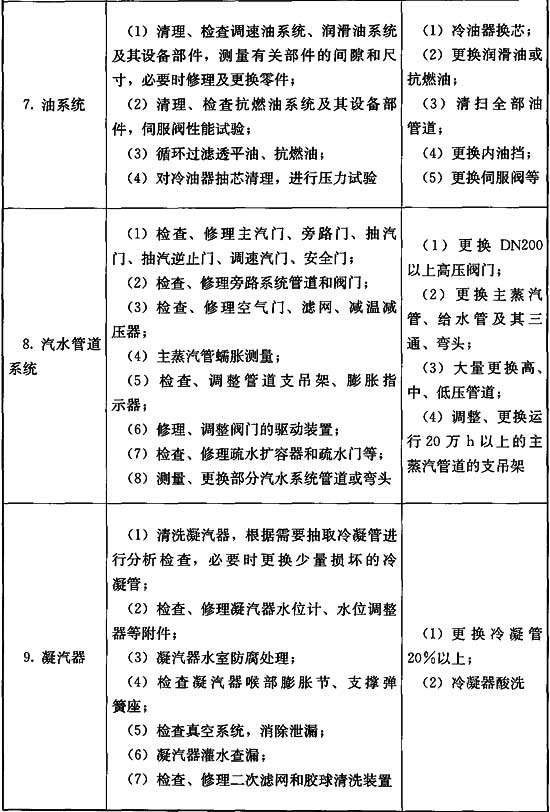 7. 油系统
(1) 清理、检查调速油系统、润滑油系统
及其设备部件，测量有关部件的间隙和尺
寸，必要时修理及更换零件；
(2) 清理、检查抗燃油系统及其设备部
件，伺服阀性能试验；
(3) 循环过滤透平油、抗燃油；
(4) 对冷油器抽芯清理，进行压力试验
(1) 冷油器换芯；
(2) 更换润滑油或
抗燃油；
(3) 清扫全部油
管道；
(4) 更换内油挡；
(5) 更换伺服阀等
8. 汽水管道
系统
(1) 检查、修理主汽门、旁路门、抽汽
门、抽汽逆止门、调速汽门、安全门；
(2) 检查、修理旁路系统管道和阀门；
(3) 检查、修理空气门、滤网、减温减
压器；
(4) 主蒸汽管蠕胀测量；
(5) 检查、调整管道支吊架、膨胀指
示器；
(6) 修理、调整阀门的驱动装置；
(7) 检查、修理疏水扩容器和疏水门等；
(8) 测量、更换部分汽水系统管道或弯头
(1) 更换 DN200
以上高压阀门；
(2) 更换主蒸汽
管、给水管及其三
通、弯头；
(3) 大量更换高、
中、低压管道；
(4) 调整、更换运
行 20 万 h 以上的主
蒸汽管道的支吊架
9. 凝汽器
(1) 清洗凝汽器，根据需要抽取冷凝管进
行分析检查，必要时更换少量损坏的冷
凝管；
(2) 检查、修理凝汽器水位计、水位调整
器等附件；
(3) 凝汽器水室防腐处理；
(4) 检查凝汽器喉部膨胀节、支撑弹
簧座；
(5) 检查真空系统，消除泄漏；
(6) 凝汽器灌水查漏；
(7) 检查、修理二次滤网和胶球清洗装置
(1) 更换冷凝管
20%以上；
(2) 冷凝器酸洗